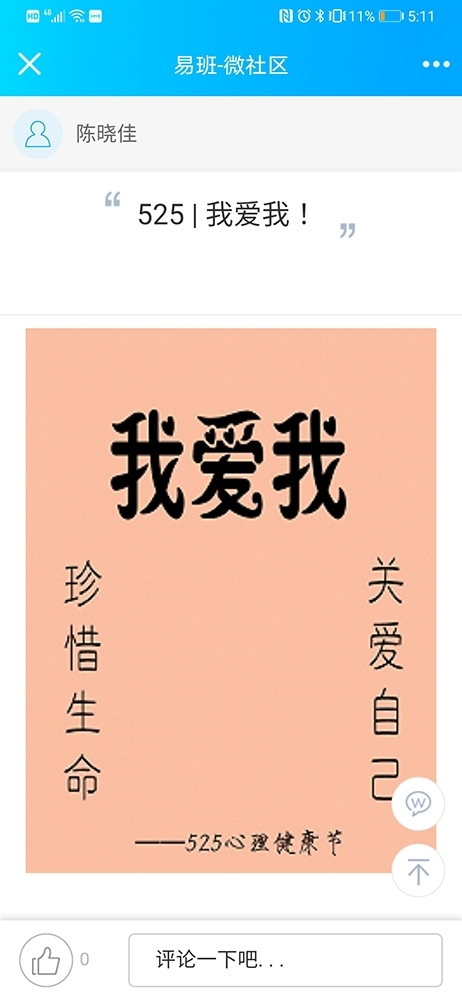 HD 4G 11% 5:11
易班-微社区
陈晓佳
“ 525 | 我爱我！ ”
我爱我
珍惜生命
关爱自己
——525心理健康节
W
0
评论一下吧...